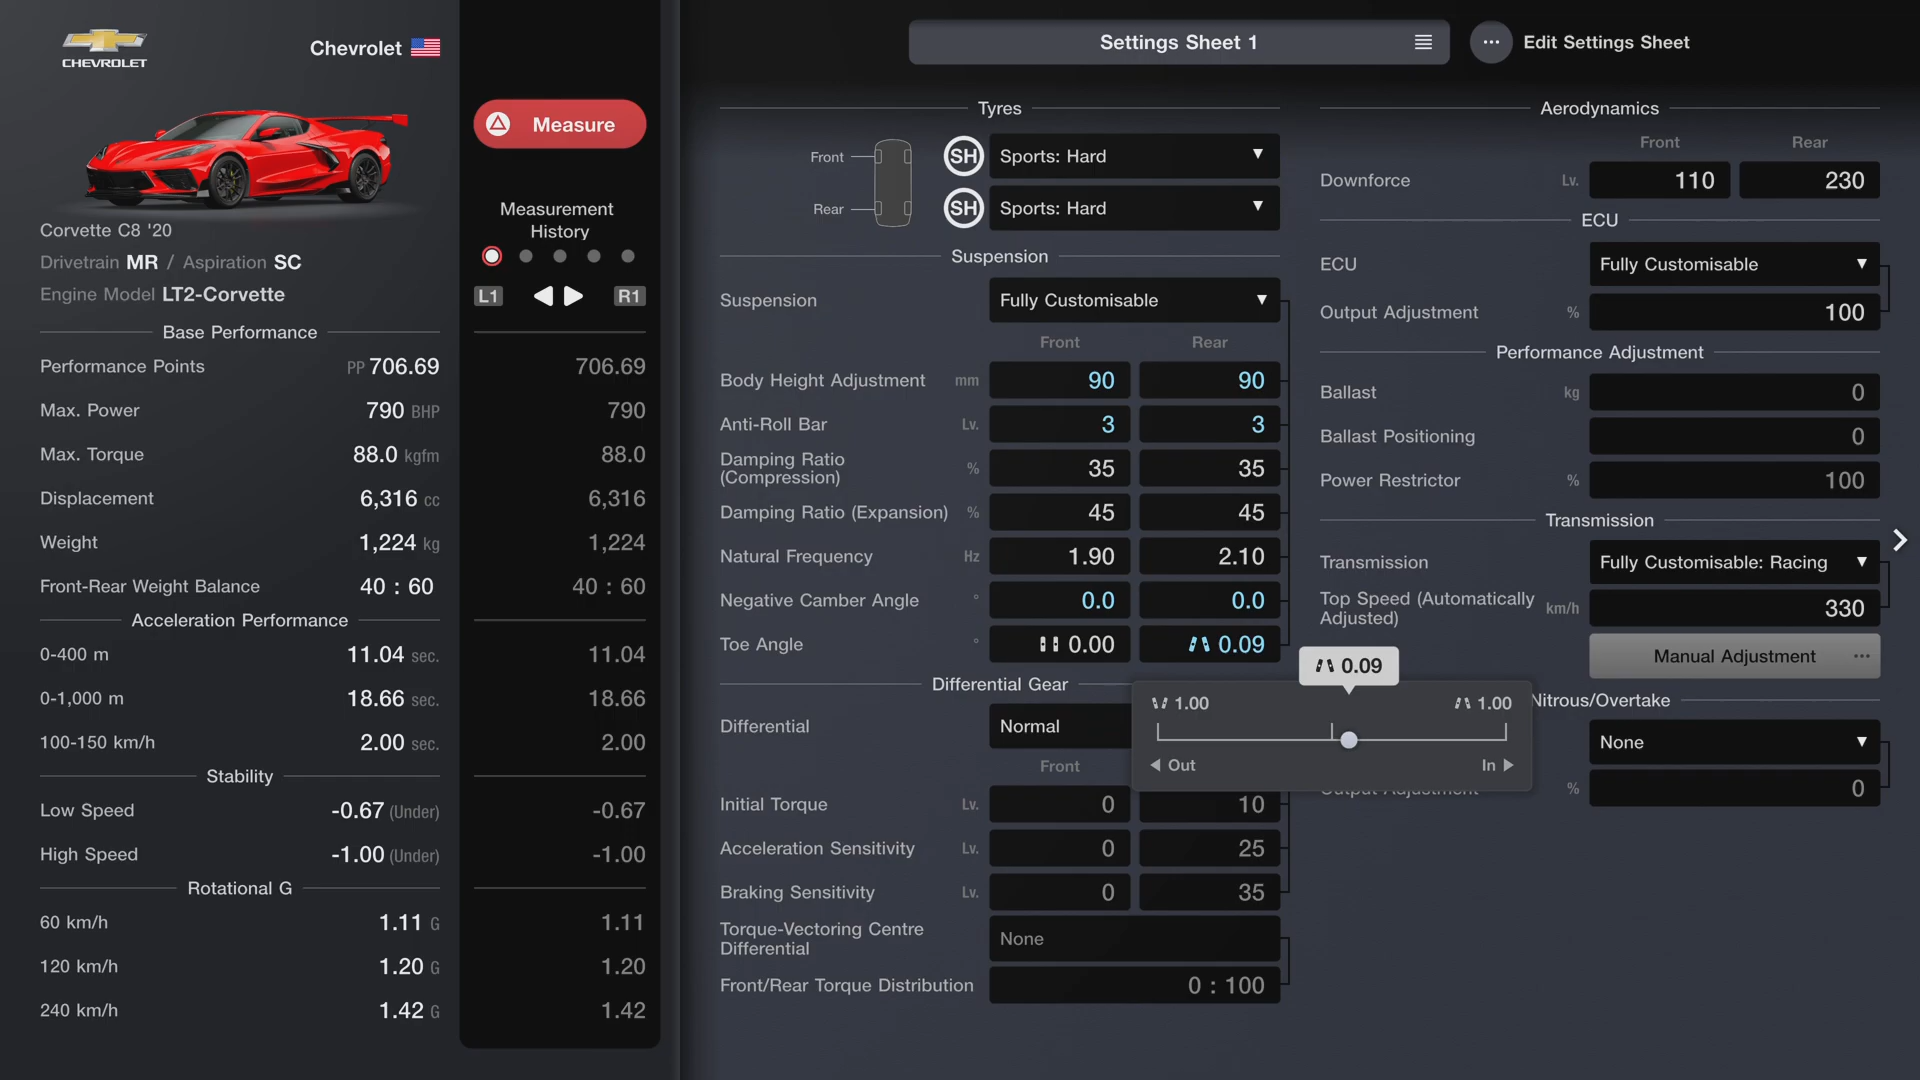 CHEVROLET
Chevrolet
Corvette C8 '20
Drivetrain MR / Aspiration SC
Engine Model LT2-Corvette
Base Performance
Performance Points PP 706.69
Max. Power 790 BHP
Max. Torque 88.0 kgfm
Displacement 6,316 cc
Weight 1,224 kg
Front-Rear Weight Balance 40 : 60
Acceleration Performance
0-400 m 11.04 sec.
0-1,000 m 18.66 sec.
100-150 km/h 2.00 sec.
Stability
Low Speed -0.67 (Under)
High Speed -1.00 (Under)
Rotational G
60 km/h 1.11 G
120 km/h 1.20 G
240 km/h 1.42 G
Measure
Measurement
History
L1 R1
706.69
790
88.0
6,316
1,224
40 : 60
11.04
18.66
2.00
-0.67
-1.00
1.11
1.20
1.42
Settings Sheet 1
Edit Settings Sheet
Tyres
Front SH Sports: Hard
Rear SH Sports: Hard
Suspension
Suspension Fully Customisable
Front Rear
Body Height Adjustment mm 90 90
Anti-Roll Bar Lv. 3 3
Damping Ratio
(Compression) % 35 35
Damping Ratio (Expansion) % 45 45
Natural Frequency Hz 1.90 2.10
Negative Camber Angle ° 0.0 0.0
Toe Angle ° 0.00 0.09
0.09
1.00 1.00
Out In
Differential Gear
Differential Normal
Front
Initial Torque Lv. 0 10
Acceleration Sensitivity Lv. 0 25
Braking Sensitivity Lv. 0 35
Torque-Vectoring Centre
Differential None
Front/Rear Torque Distribution 0 : 100
Aerodynamics
Front Rear
Downforce Lv. 110 230
ECU
ECU Fully Customisable
Output Adjustment % 100
Performance Adjustment
Ballast kg 0
Ballast Positioning 0
Power Restrictor % 100
Transmission
Transmission Fully Customisable: Racing
Top Speed (Automatically
Adjusted) km/h 330
Manual Adjustment
Nitrous/Overtake
None
Output Adjustment % 0